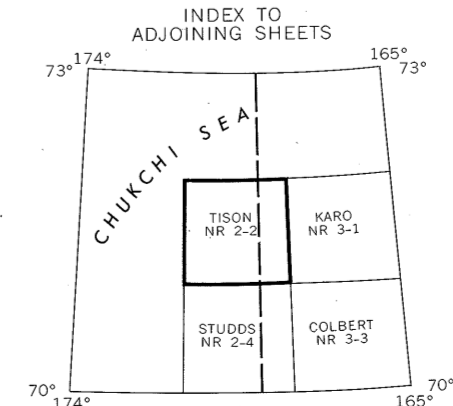 INDEX TO
ADJOINING SHEETS
174°
165°
73°
73°
CHUKCHI SEA
TISON
NR 2-2
KARO
NR 3-1
STUDDS
NR 2-4
COLBERT
NR 3-3
70°
70°
174°
165°